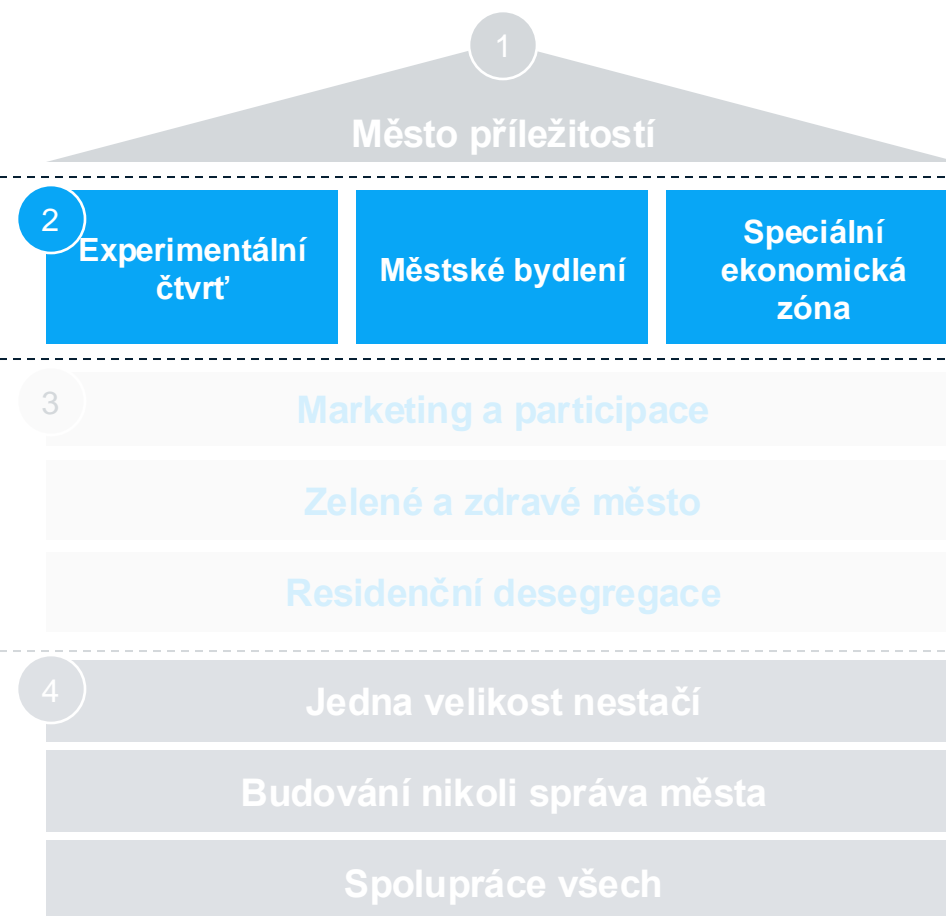 1
Město příležitostí
2
Experimentální
čtvrť
Městské bydlení
Speciální
ekonomická
zóna
3
Marketing a participace
Zelené a zdravé město
Residenční desegregace
4
Jedna velikost nestačí
Budování nikoli správa města
Spolupráce všech